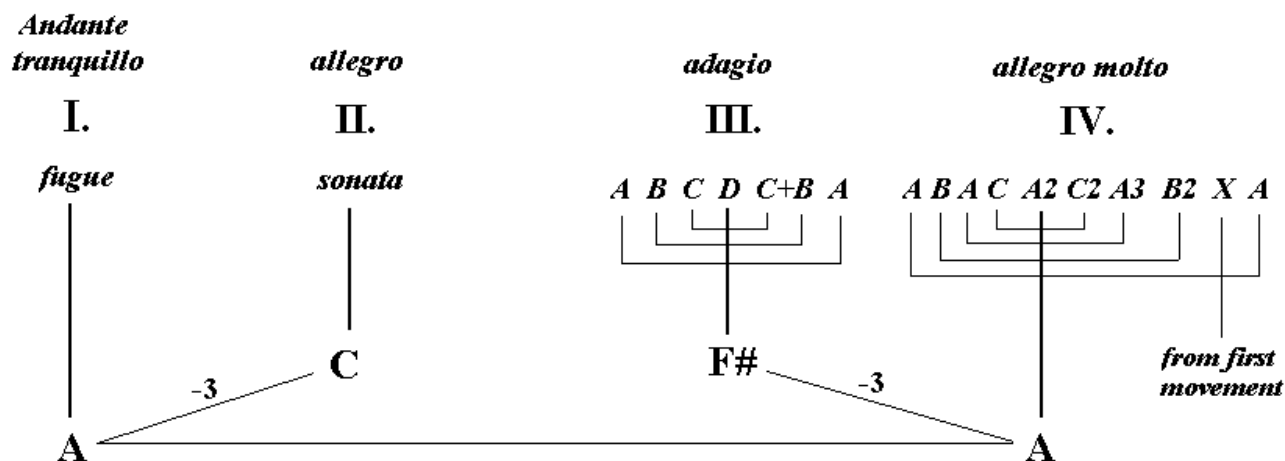 Andante
tranquillo allegro adagio allegro molto
I. II. III. IV.
fugue sonata A B C D C+B A A B A C A2 C2 A3 B2 X A
C F# from first
-3 -3 movement
A A